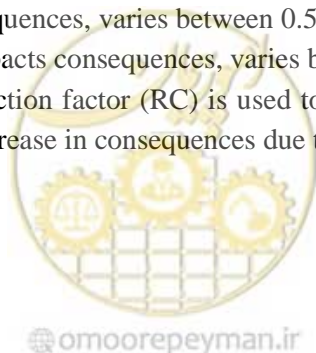 quences, varies between 0.5
acts consequences, varies b
ction factor (RC) is used to
rease in consequences due t
omoorepeyman.ir